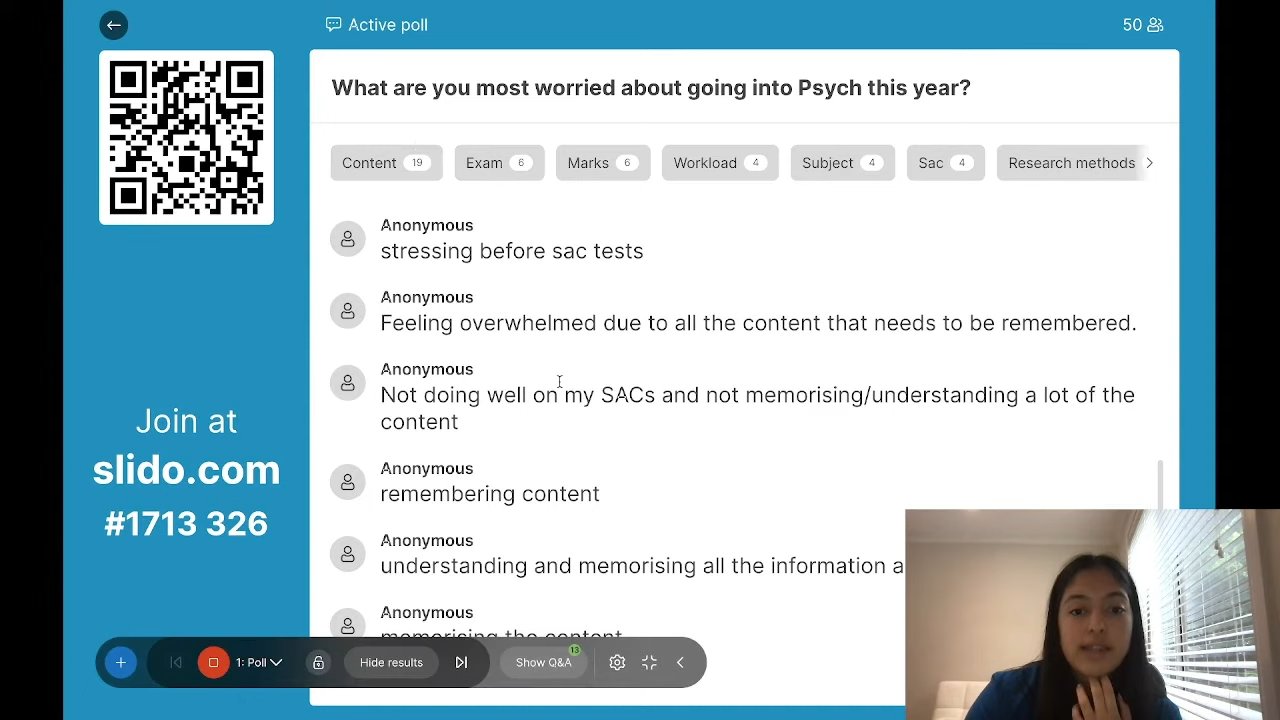 Active poll
50
What are you most worried about going into Psych this year?
Content 19
Exam 6
Marks 6
Workload 4
Subject 4
Sac 4
Research methods
Anonymous
stressing before sac tests
Anonymous
Feeling overwhelmed due to all the content that needs to be remembered.
Anonymous
Not doing well on my SACs and not memorising/understanding a lot of the
content
Anonymous
remembering content
Anonymous
understanding and memorising all the information a
Anonymous
memorising the content
Join at
slido.com
#1713 326
1: Poll
Hide results
Show Q&A
13